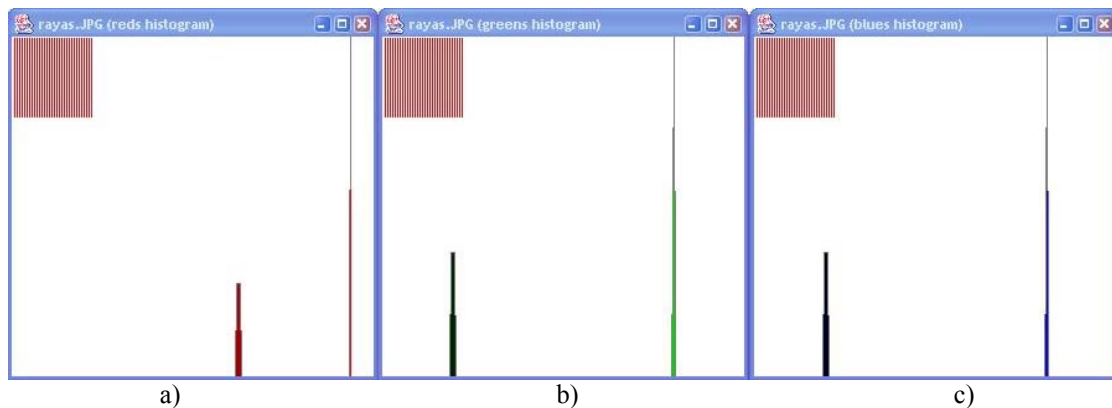 rayas.JPG (reds histogram)
rayas.JPG (greens histogram)
rayas.JPG (blues histogram)
a)
b)
c)